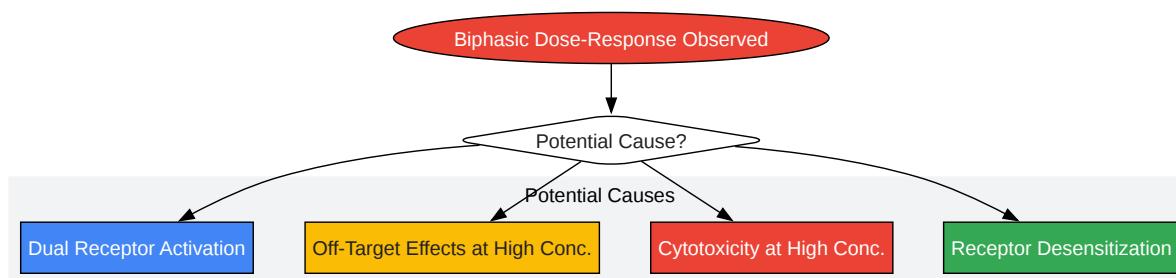 Biphasic Dose-Response Observed
Potential Cause?
Potential Causes
Dual Receptor Activation
Off-Target Effects at High Conc.
Cytotoxicity at High Conc.
Receptor Desensitization